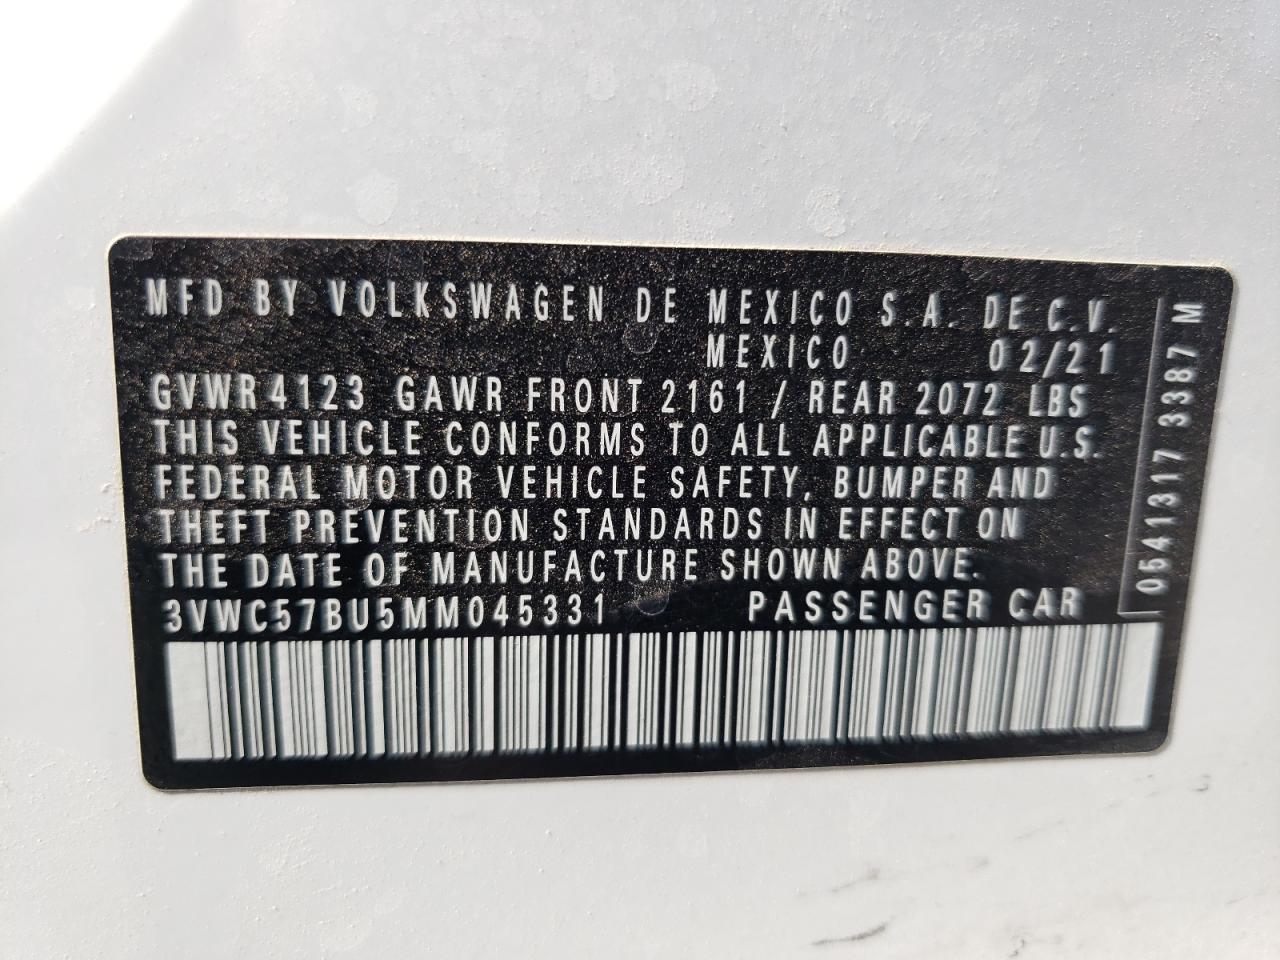 MFD BY VOLKSWAGEN DE MEXICO S.A. DE C.V.
MEXICO 02/21
GVWR 4123 GAWR FRONT 2161 / REAR 2072 LBS
THIS VEHICLE CONFORMS TO ALL APPLICABLE U.S.
FEDERAL MOTOR VEHICLE SAFETY, BUMPER AND
THEFT PREVENTION STANDARDS IN EFFECT ON
THE DATE OF MANUFACTURE SHOWN ABOVE.
3VWC57BU5MM045331 PASSENGER CAR
0541317 3387 M